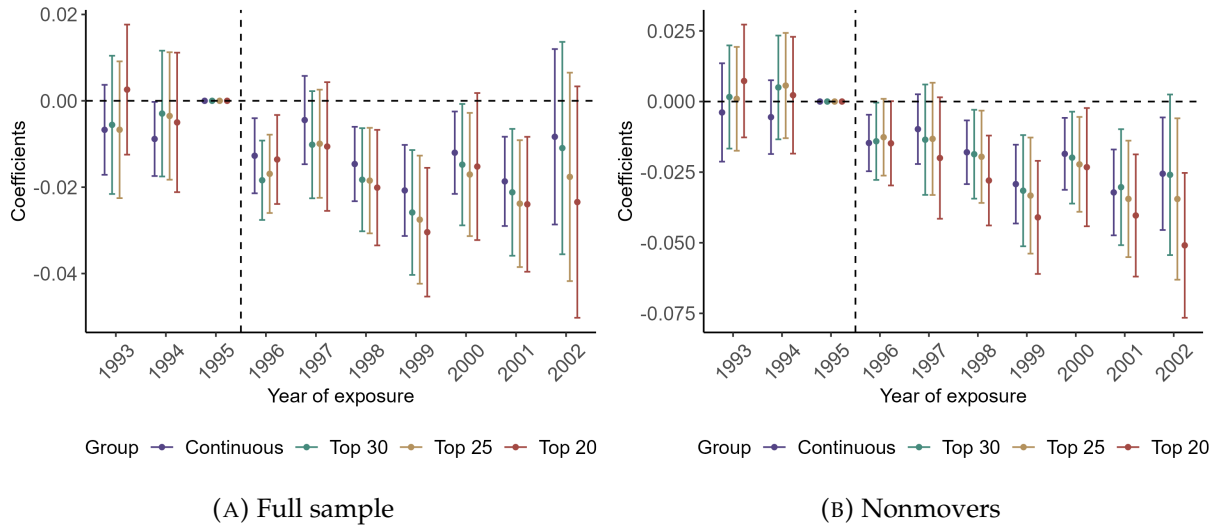 0.02
0.00
-0.02
-0.04
Coefficients
1993 1994 1995 1996 1997 1998 1999 2000 2001 2002
Year of exposure
Group Continuous Top 30 Top 25 Top 20
(A) Full sample
0.025
0.000
-0.025
-0.050
-0.075
Coefficients
1993 1994 1995 1996 1997 1998 1999 2000 2001 2002
Year of exposure
Group Continuous Top 30 Top 25 Top 20
(B) Nonmovers